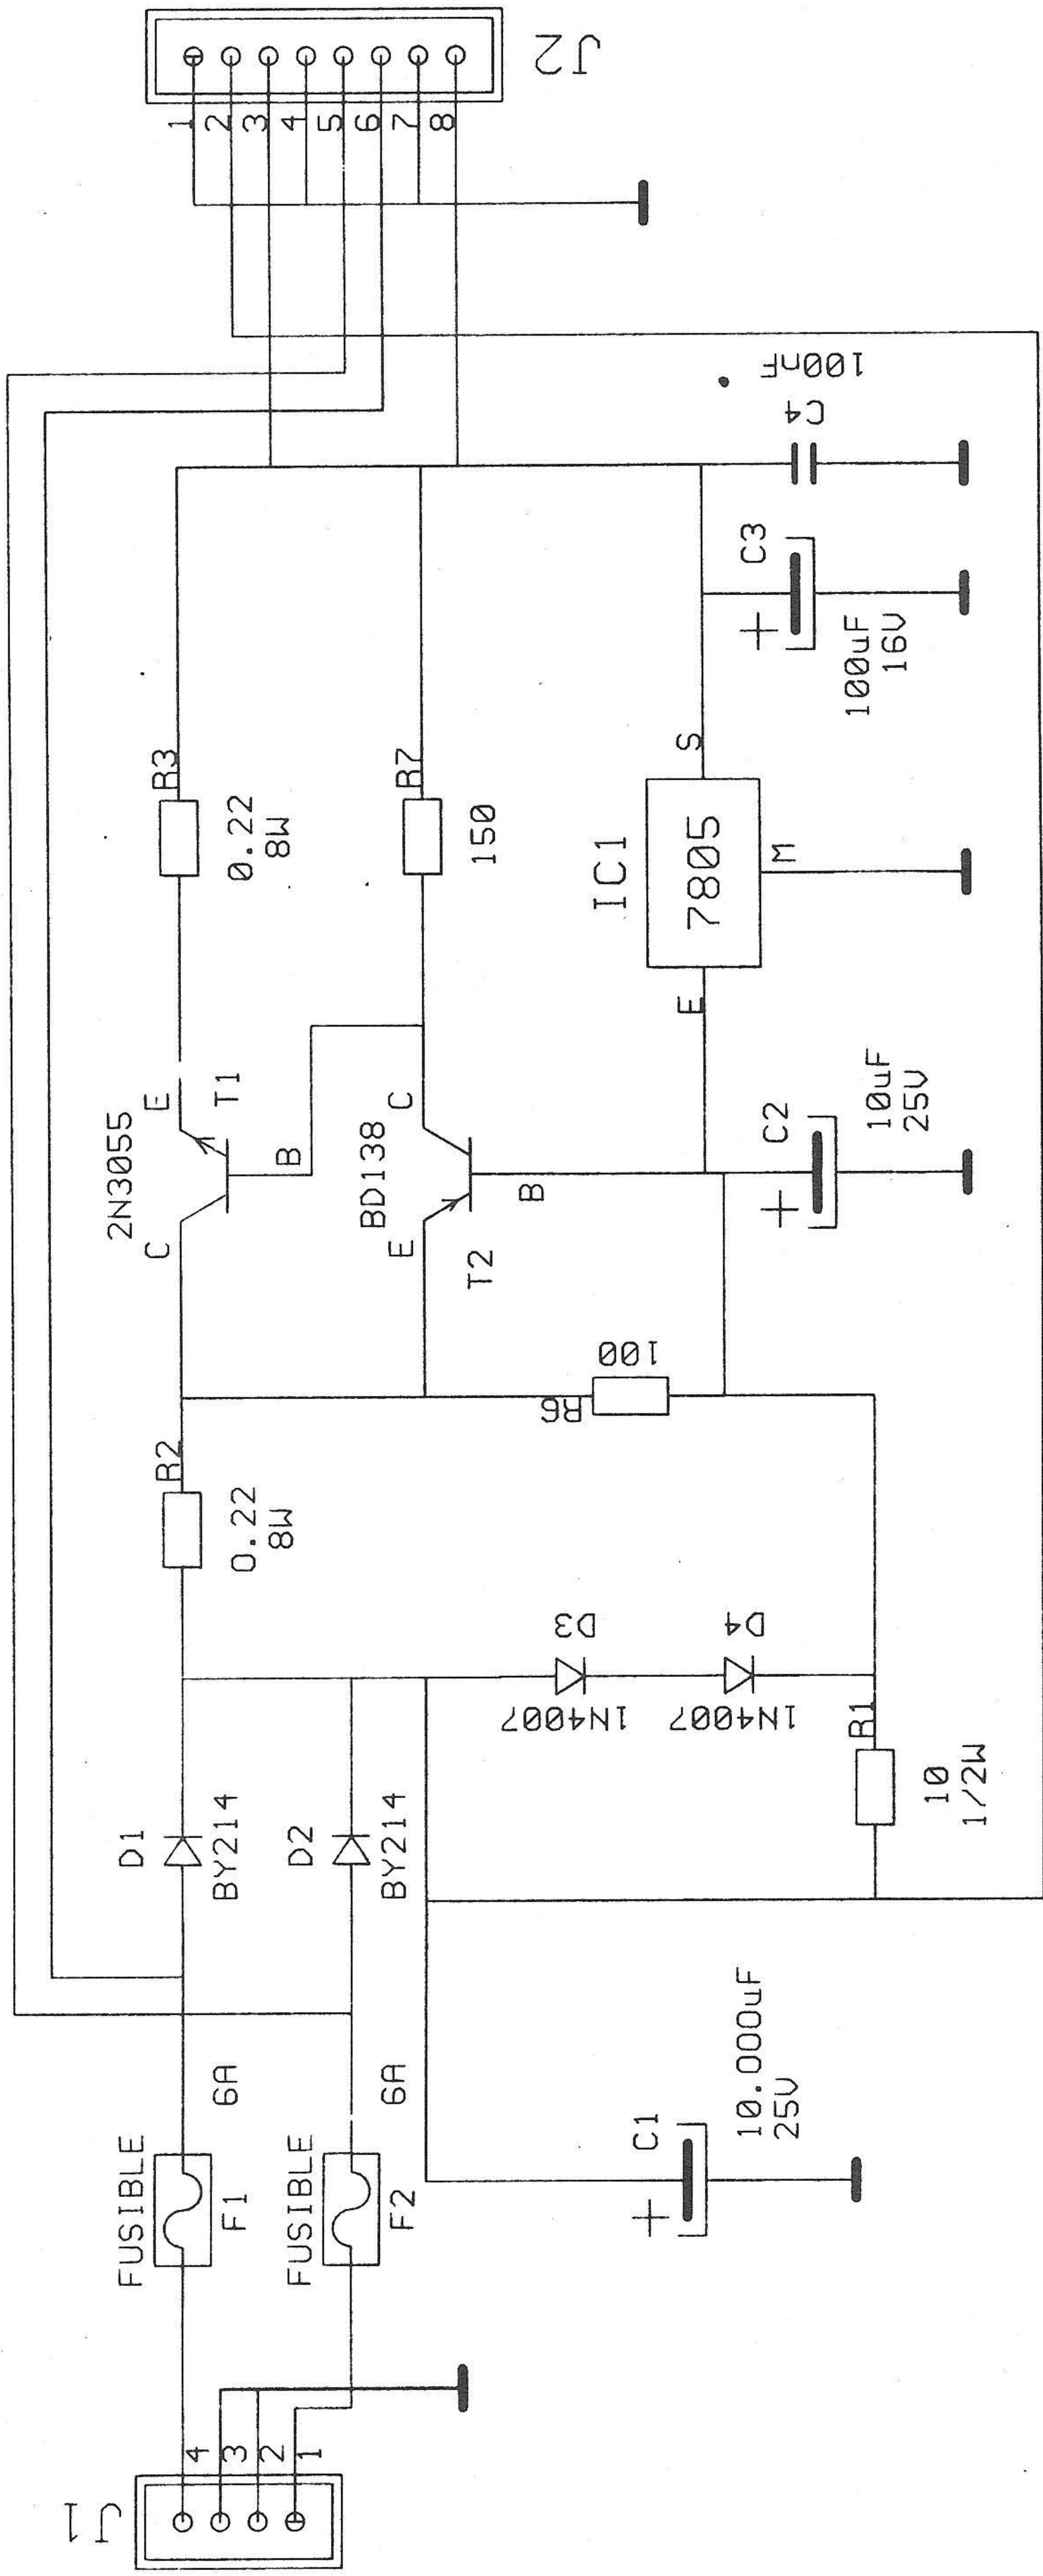 J1
4
3
2
1
FUSIBLE
F1
6A
FUSIBLE
F2
6A
C1
+
10.000uF
25V
D1
BY214
D2
BY214
R2
0.22
8W
D3
1N4007
D4
1N4007
R1
10
1/2W
R6
100
2N3055
C
E
T1
B
BD138
E
C
B
T2
C2
+
10uF
25V
R3
0.22
8W
R7
150
IC1
7805
E
S
M
C3
+
100uF
16V
C4
100nF
J2
1
2
3
4
5
6
7
8